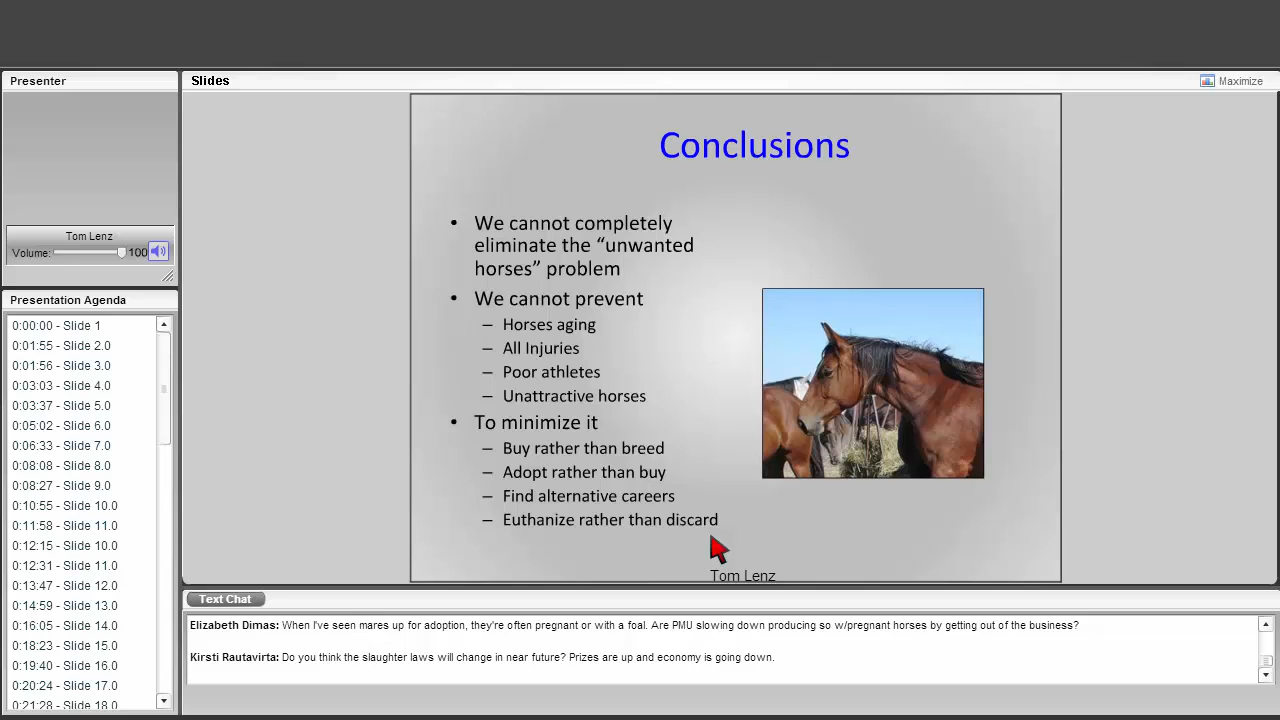 Presenter
Slides
Maximize
Tom Lenz
Volume:
100
Presentation Agenda
0:00:00 - Slide 1
0:01:55 - Slide 2.0
0:01:56 - Slide 3.0
0:03:03 - Slide 4.0
0:03:37 - Slide 5.0
0:05:02 - Slide 6.0
0:06:33 - Slide 7.0
0:08:08 - Slide 8.0
0:08:27 - Slide 9.0
0:10:55 - Slide 10.0
0:11:58 - Slide 11.0
0:12:15 - Slide 10.0
0:12:31 - Slide 11.0
0:13:47 - Slide 12.0
0:14:59 - Slide 13.0
0:16:05 - Slide 14.0
0:18:23 - Slide 15.0
0:19:40 - Slide 16.0
0:20:24 - Slide 17.0
0:21:28 - Slide 18.0
Conclusions
• We cannot completely
eliminate the “unwanted
horses” problem
• We cannot prevent
– Horses aging
– All Injuries
– Poor athletes
– Unattractive horses
• To minimize it
– Buy rather than breed
– Adopt rather than buy
– Find alternative careers
– Euthanize rather than discard
Tom Lenz
Text Chat
Elizabeth Dimas: When I've seen mares up for adoption, they're often pregnant or with a foal. Are PMU slowing down producing so w/pregnant horses by getting out of the business?
Kirsti Rautavirta: Do you think the slaughter laws will change in near future? Prizes are up and economy is going down.